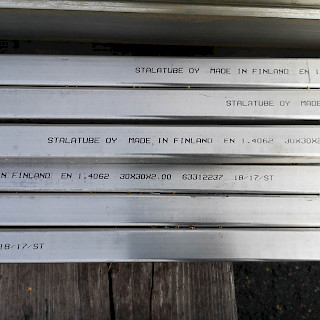 STALATUBE OY MADE IN FINLAND EN 1
STALATUBE OY MADE
STALATUBE OY MADE IN FINLAND EN 1.4062 30X30X2
N FINLAND EN 1.4062 30X30X2.00 63312237 18/17/ST
18/17/ST